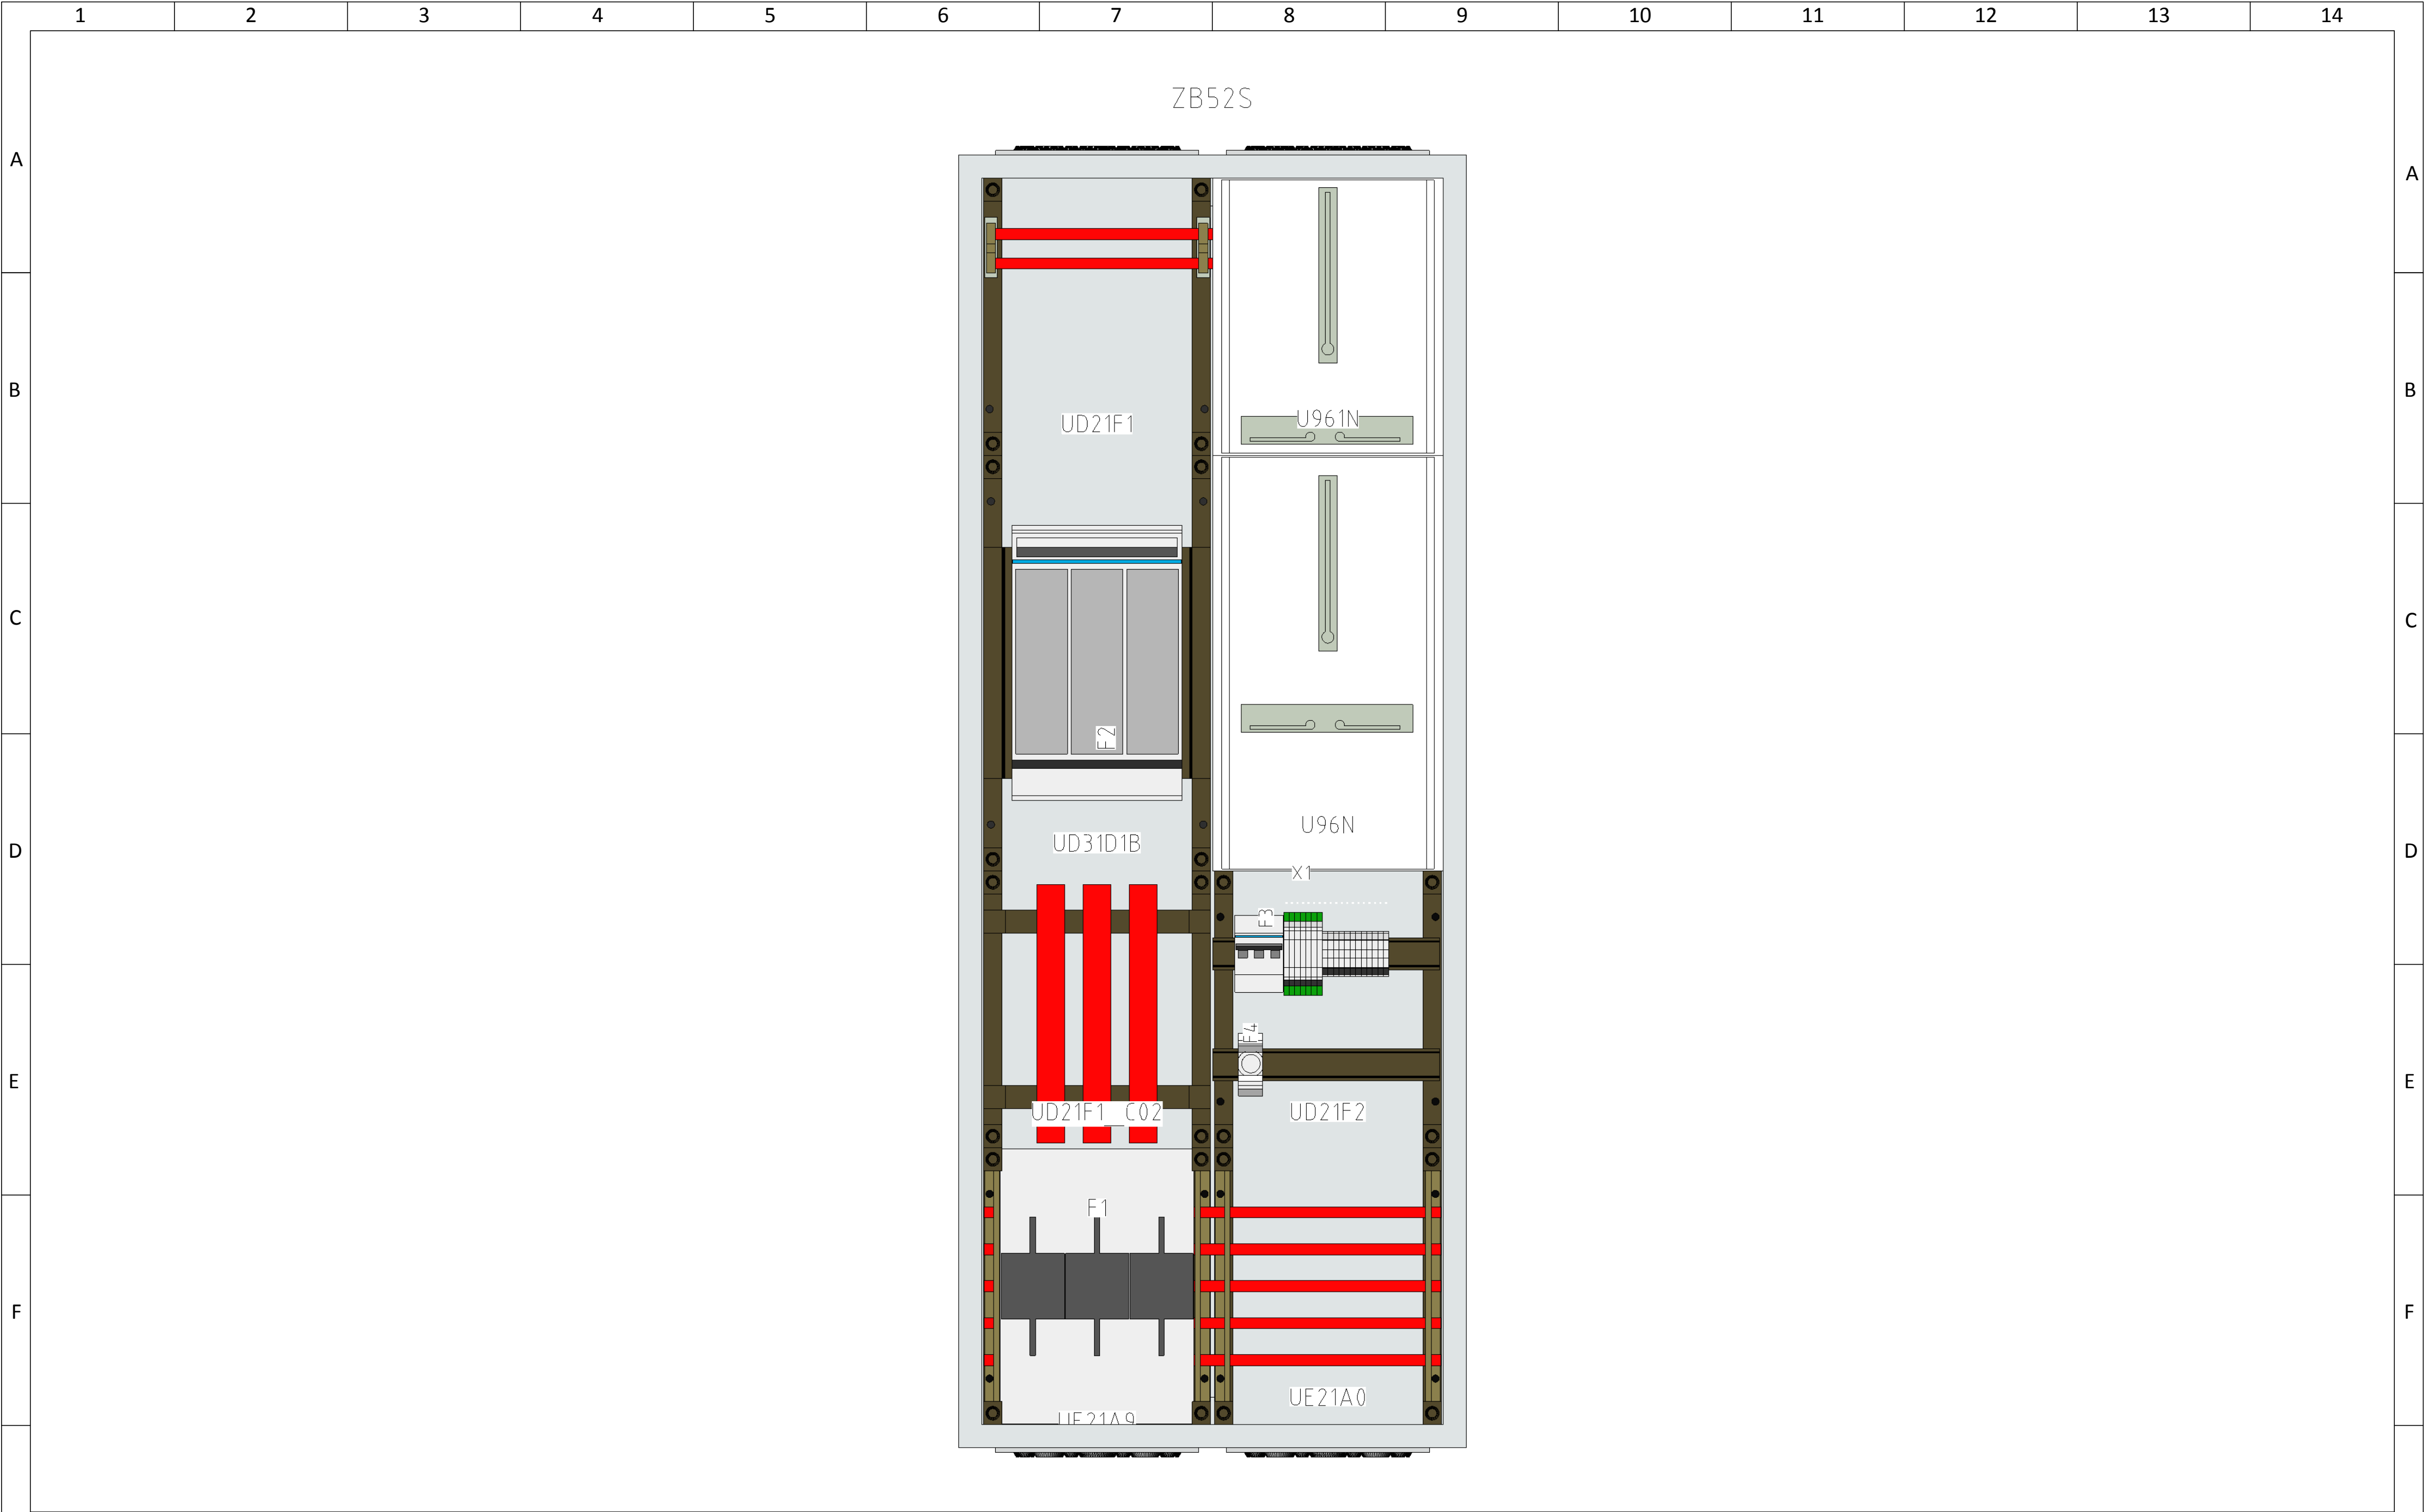 1 2 3 4 5 6 7 8 9 10 11 12 13 14
ZB52S
A A
B B
UD21F1 U961N
C C
F2
U96N
UD31D1B
D D
X1
F3
F4
E E
UD21F1_C02 UD21F2
F1
F F
UE21A0
UE21A9